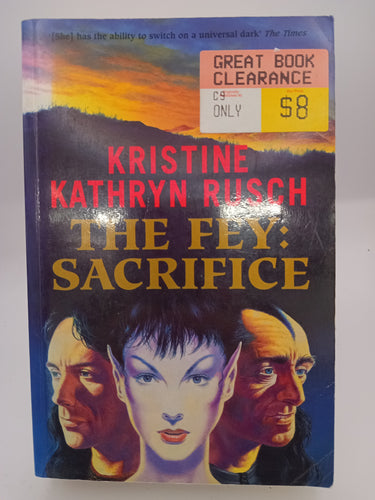 [She] has the ability to switch on a universal dark' The Times
GREAT BOOK
CLEARANCE
C9
ONLY
$8
KRISTINE
KATHRYN RUSCH
THE FEY:
SACRIFICE